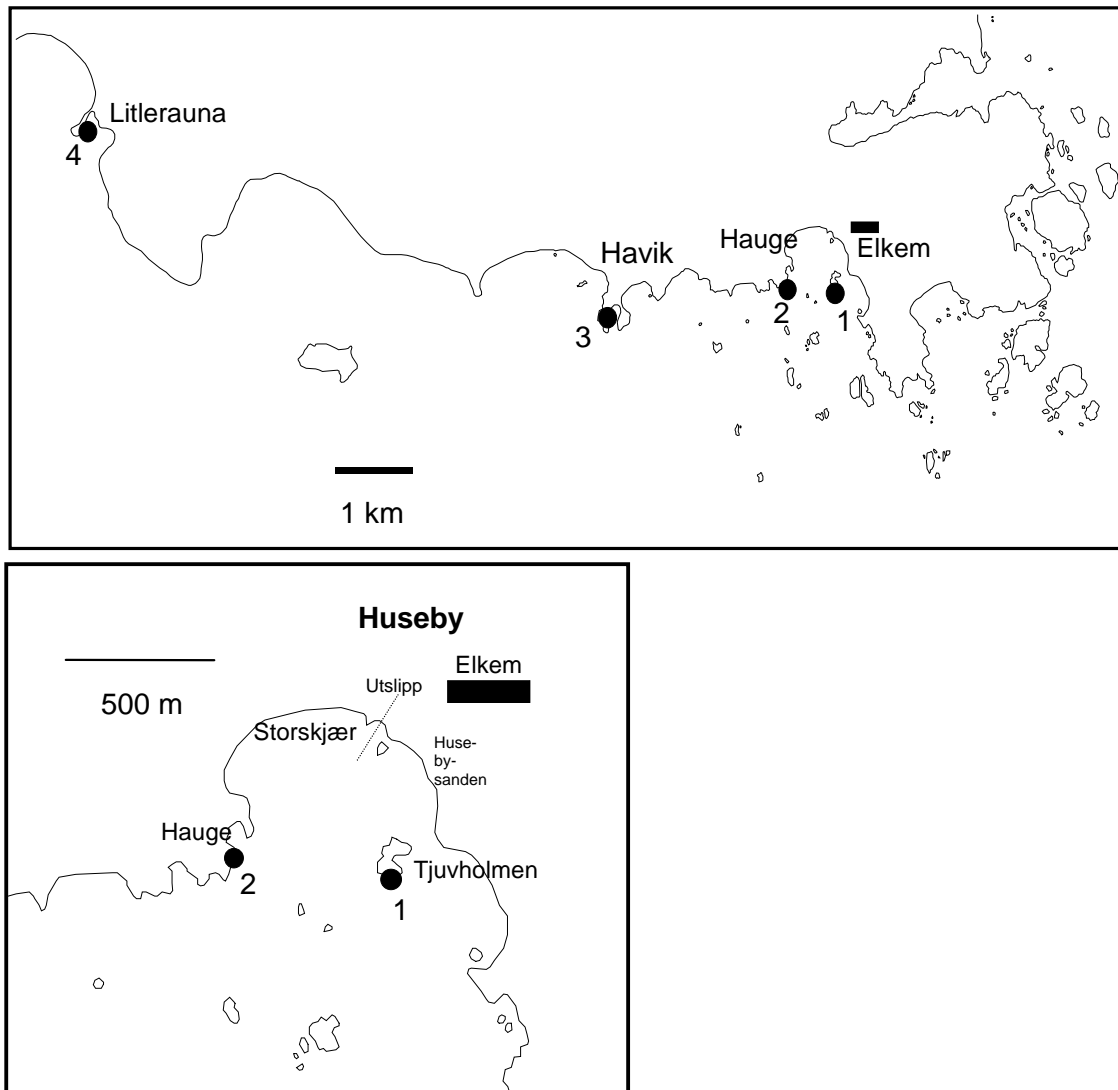 Litlerauna
4
Havik
3
Hauge
2
Elkem
1
1 km
Huseby
500 m
Elkem
Utslipp
Storskjær
Huse-
by-
sanden
Hauge
2
Tjuvholmen
1